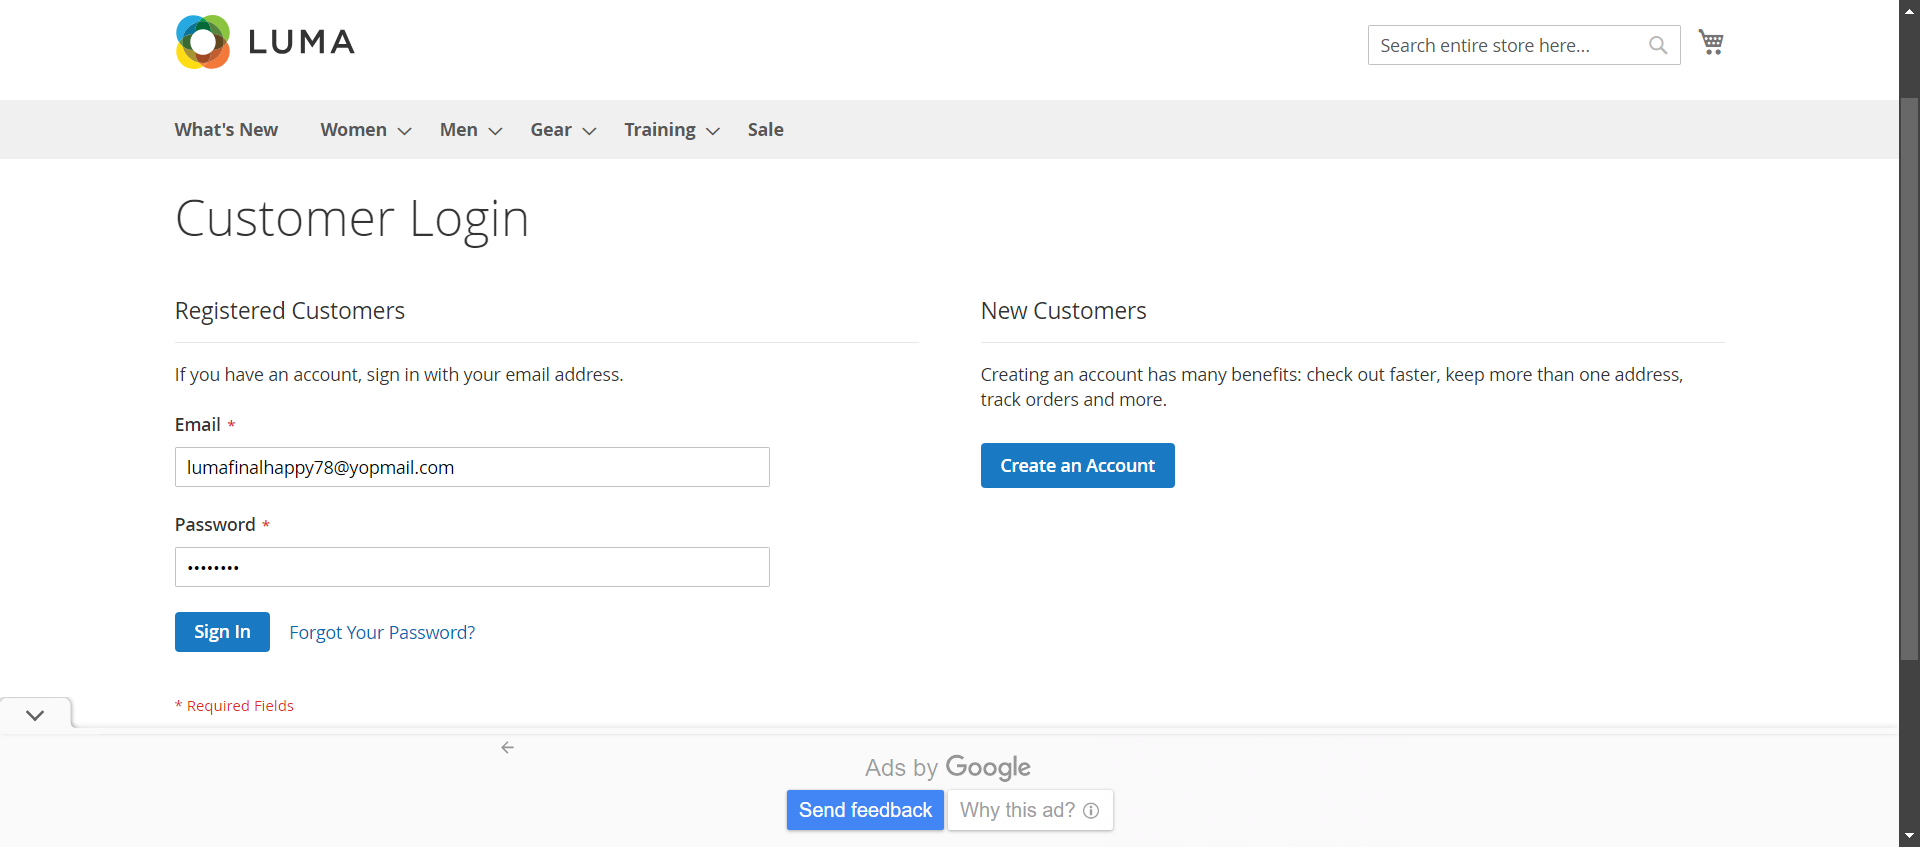 LUMA
Search entire store here...
What's New Women Men Gear Training Sale
Customer Login
Registered Customers
If you have an account, sign in with your email address.
Email *
lumafinalhappy78@yopmail.com
Password *
••••••••
Sign In Forgot Your Password?
* Required Fields
New Customers
Creating an account has many benefits: check out faster, keep more than one address,
track orders and more.
Create an Account
Ads by Google
Send feedback Why this ad?